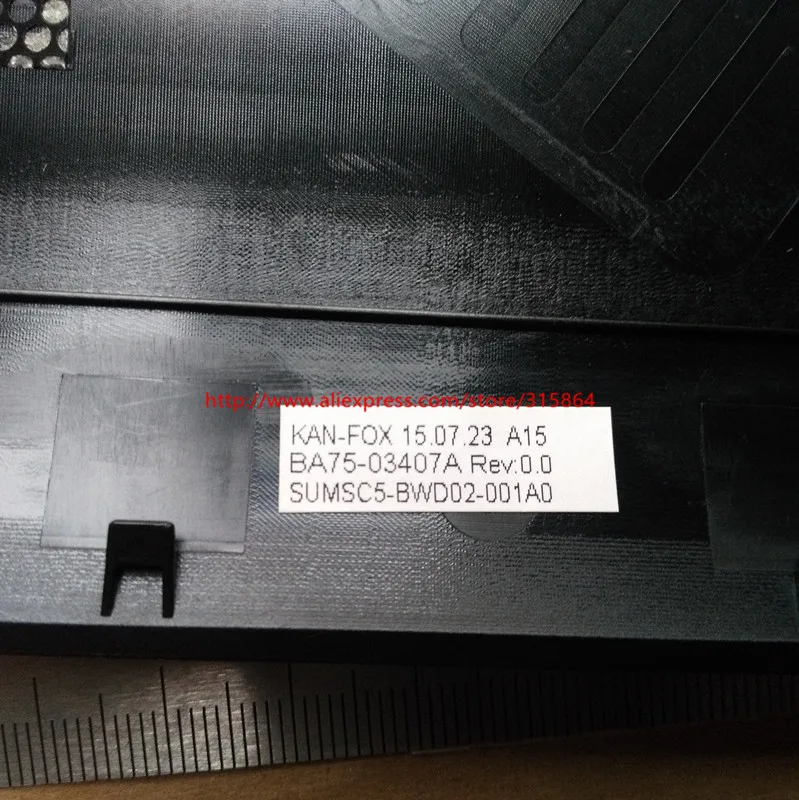 http://www.aliexpress.com/store/315864
KAN-FOX 15.07.23 A15
BA75-03407A Rev:0.0
SUMSC5-BWD02-001A0